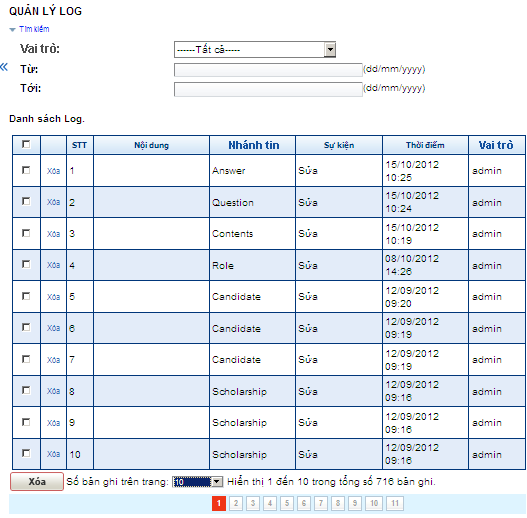 QUẢN LÝ LOG
Tìm kiếm
Vai trò: ------Tất cả-----
Từ: (dd/mm/yyyy)
Tới: (dd/mm/yyyy)
Danh sách Log.
STT Nội dung Nhánh tin Sự kiện Thời điểm Vai trò
Xóa 1 Answer Sửa 15/10/2012 10:25 admin
Xóa 2 Question Sửa 15/10/2012 10:24 admin
Xóa 3 Contents Sửa 15/10/2012 10:19 admin
Xóa 4 Role Sửa 08/10/2012 14:26 admin
Xóa 5 Candidate Sửa 12/09/2012 09:20 admin
Xóa 6 Candidate Sửa 12/09/2012 09:19 admin
Xóa 7 Candidate Sửa 12/09/2012 09:19 admin
Xóa 8 Scholarship Sửa 12/09/2012 09:16 admin
Xóa 9 Scholarship Sửa 12/09/2012 09:16 admin
Xóa 10 Scholarship Sửa 12/09/2012 09:16 admin
Xóa Số bản ghi trên trang: 10 Hiển thị 1 đến 10 trong tổng số 716 bản ghi.
1 2 3 4 5 6 7 8 9 10 11